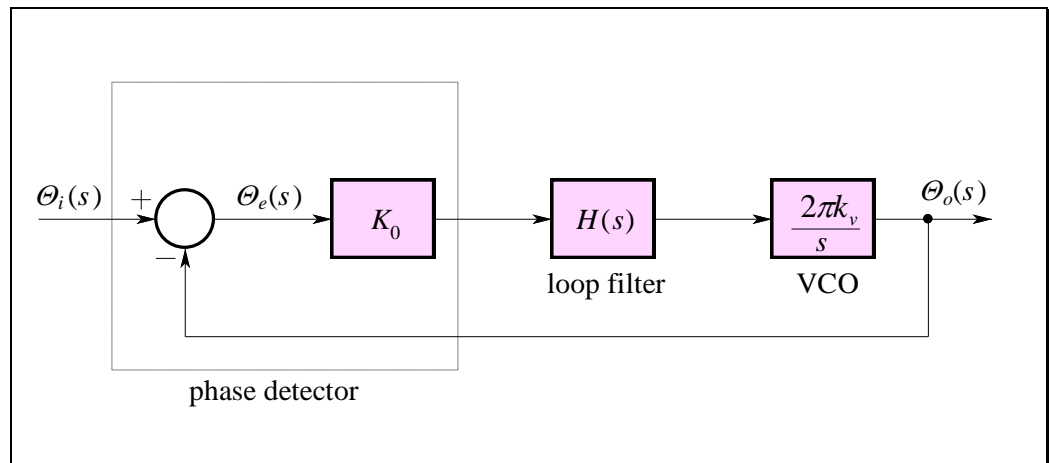 Θᵢ(s)
+
−
Θₑ(s)
K₀
H(s)
2πkᵥ
s
Θₒ(s)
loop filter
VCO
phase detector